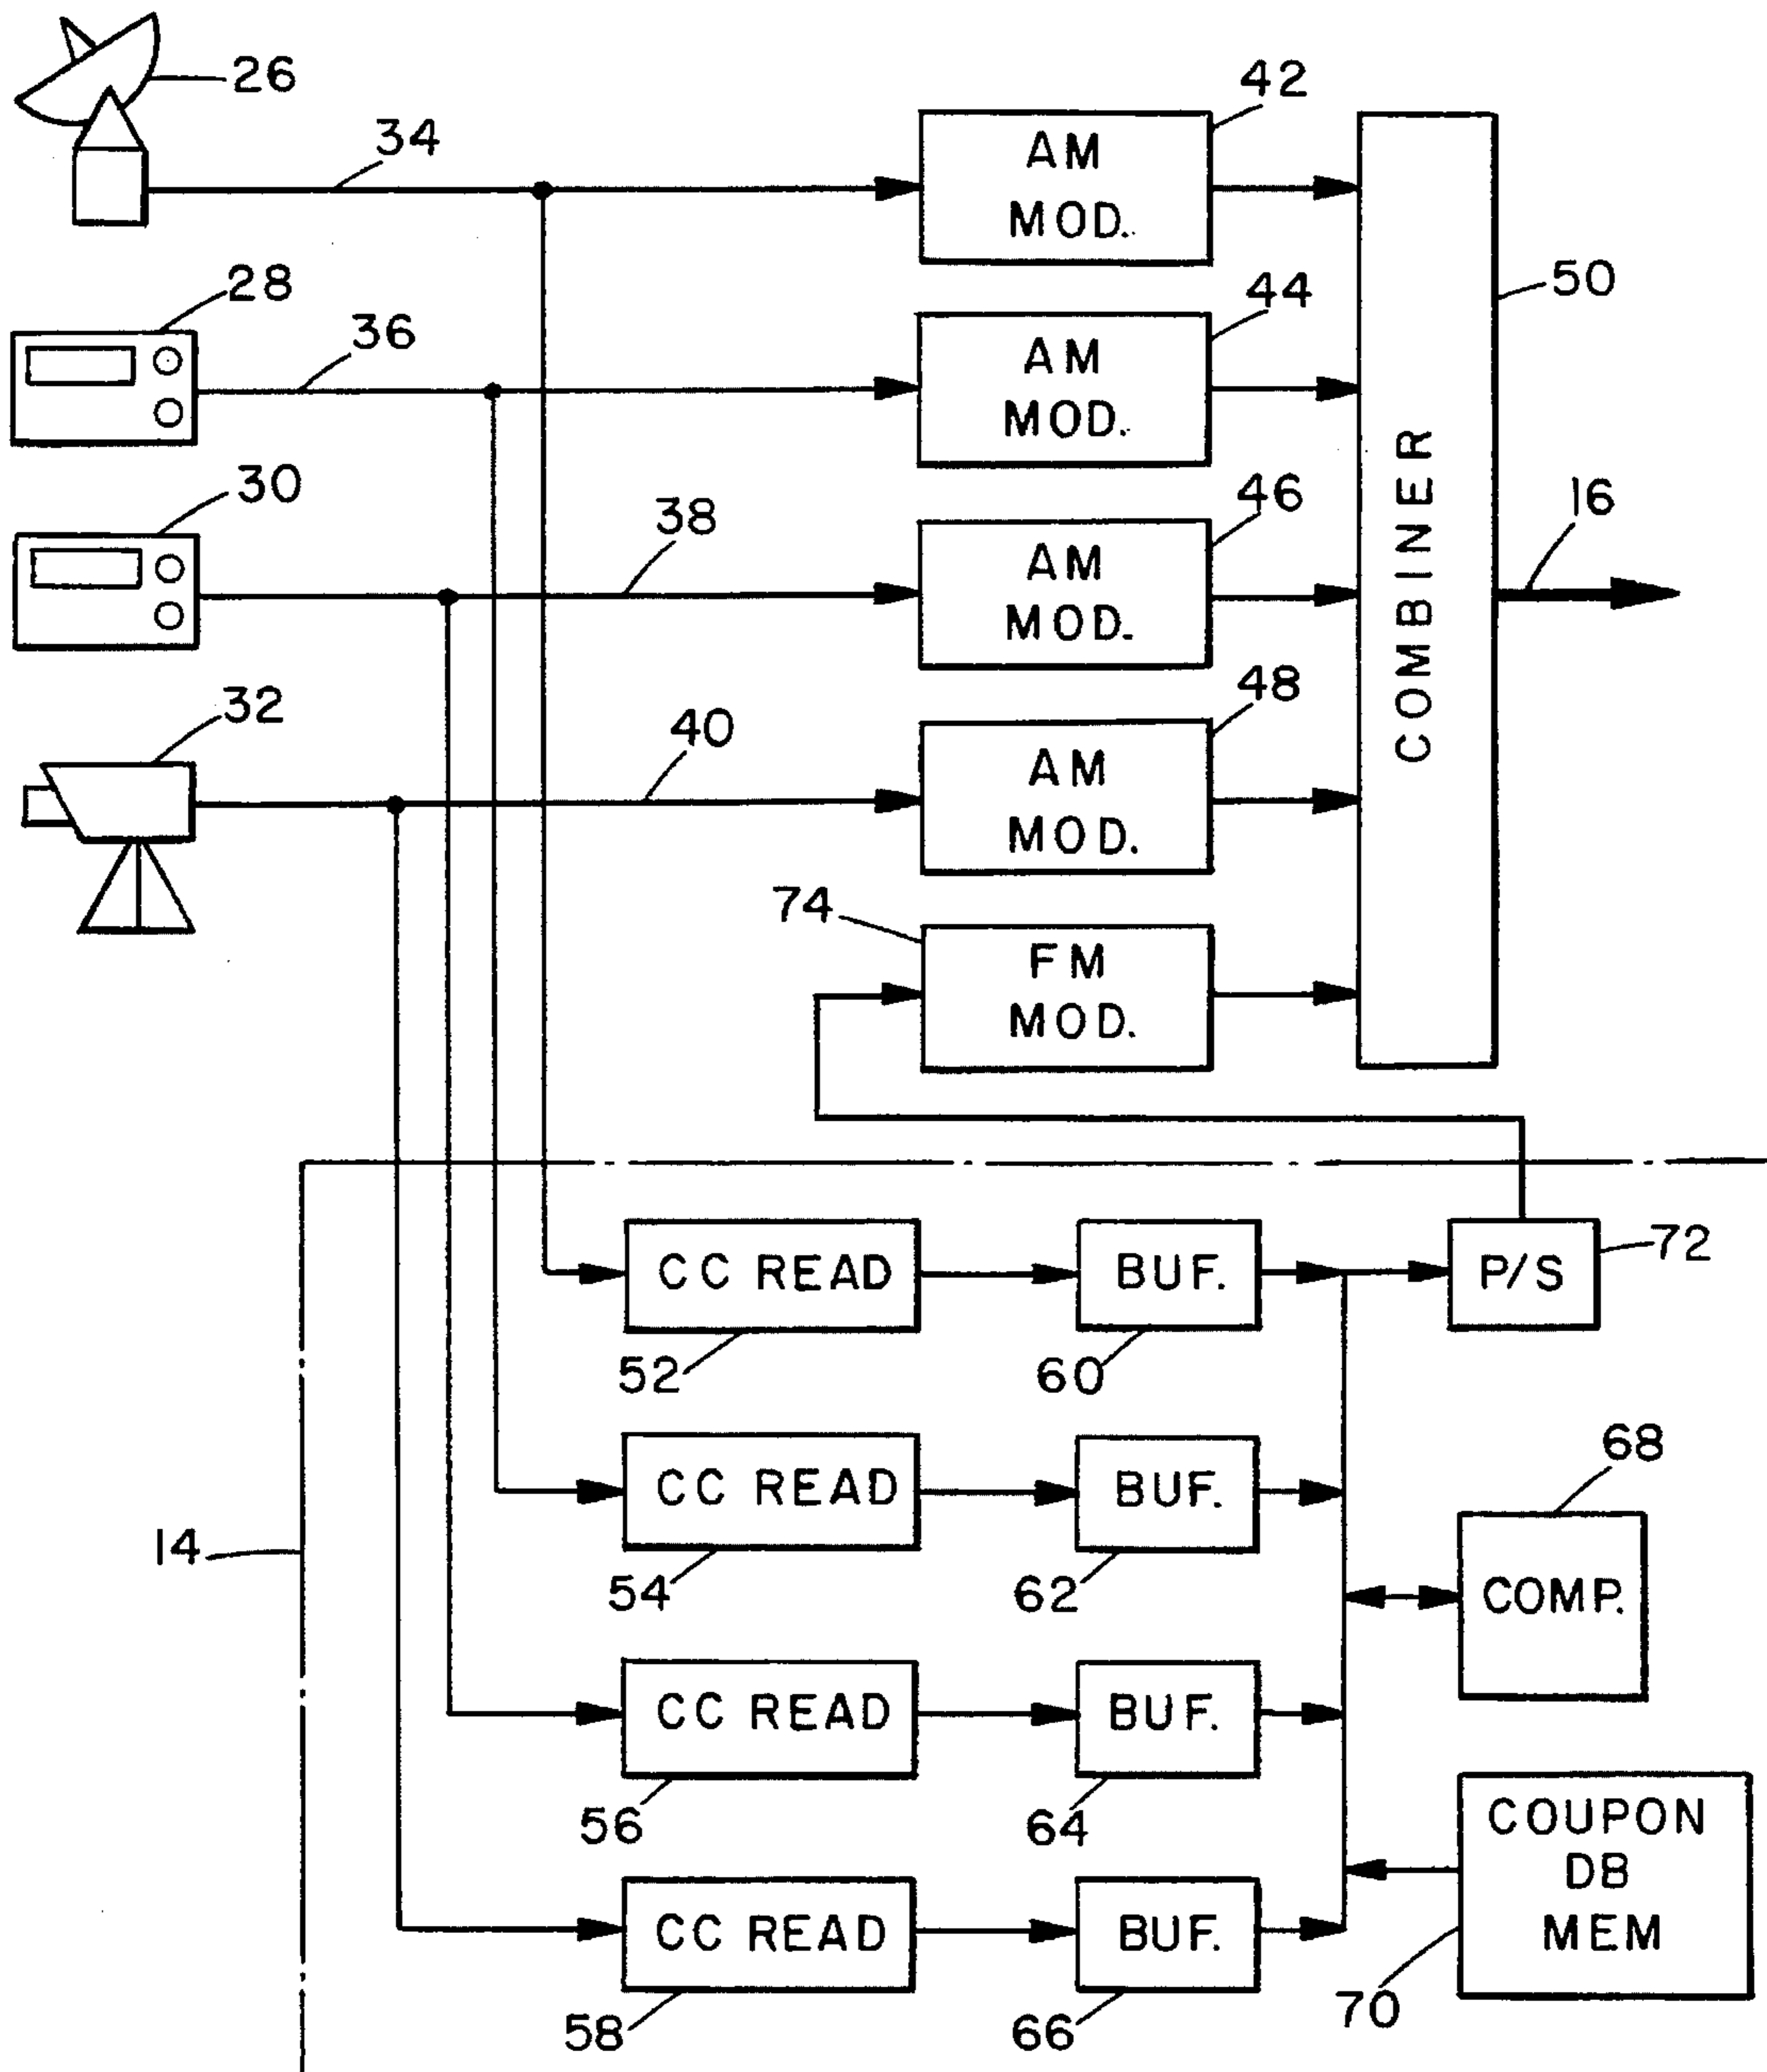 26
34
42
AM
MOD.
28
36
44
AM
MOD.
50
30
38
46
AM
MOD.
16
COMBINER
32
40
48
AM
MOD.
74
FM
MOD.
14
CC READ
52
BUF.
60
P/S
72
CC READ
54
BUF.
62
68
COMP.
CC READ
56
BUF.
64
COUPON
DB
MEM
70
CC READ
58
BUF.
66